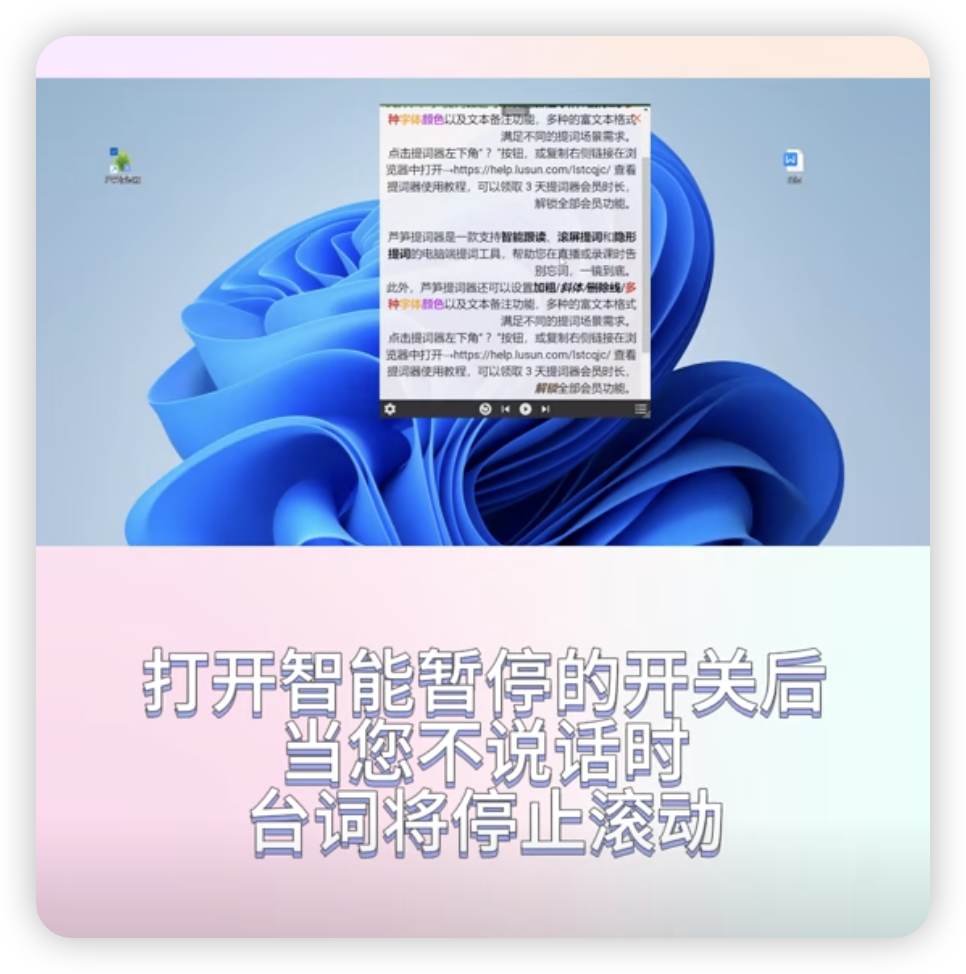 种字体颜色以及文本备注功能，多种的富文本格式
满足不同的提词场景需求。
点击提词器左下角“？”按钮，或复制右侧链接在浏
览器中打开→https://help.lusun.com/lstcqjc/ 查看
提词器使用教程，可以领取 3 天提词器会员时长，
解锁全部会员功能。
芦笋提词器是一款支持智能跟读、滚屏提词和隐形
提词的电脑端提词工具，帮助您在直播或录课时告
别忘词，一镜到底。
此外，芦笋提词器还可以设置加粗/斜体/删除线/多
种字体颜色以及文本备注功能，多种的富文本格式
满足不同的提词场景需求。
点击提词器左下角“？”按钮，或复制右侧链接在浏
览器中打开→https://help.lusun.com/lstcqjc/ 查看
提词器使用教程，可以领取 3 天提词器会员时长，
解锁全部会员功能。
打开智能暂停的开关后
当您不说话时
台词将停止滚动